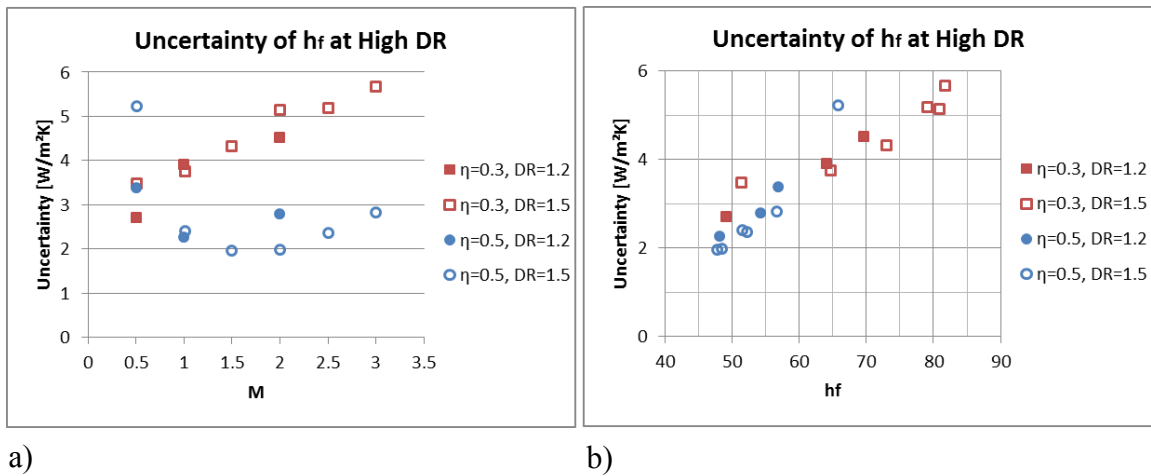 Uncertainty of hf at High DR
Uncertainty [W/m²K]
6
5
4
3
2
1
0
0
0.5
1
1.5
2
2.5
3
3.5
M
η=0.3, DR=1.2
η=0.3, DR=1.5
η=0.5, DR=1.2
η=0.5, DR=1.5
a)
Uncertainty of hf at High DR
Uncertainty [W/m²K]
6
4
2
0
40
50
60
70
80
90
hf
η=0.3, DR=1.2
η=0.3, DR=1.5
η=0.5, DR=1.2
η=0.5, DR=1.5
b)